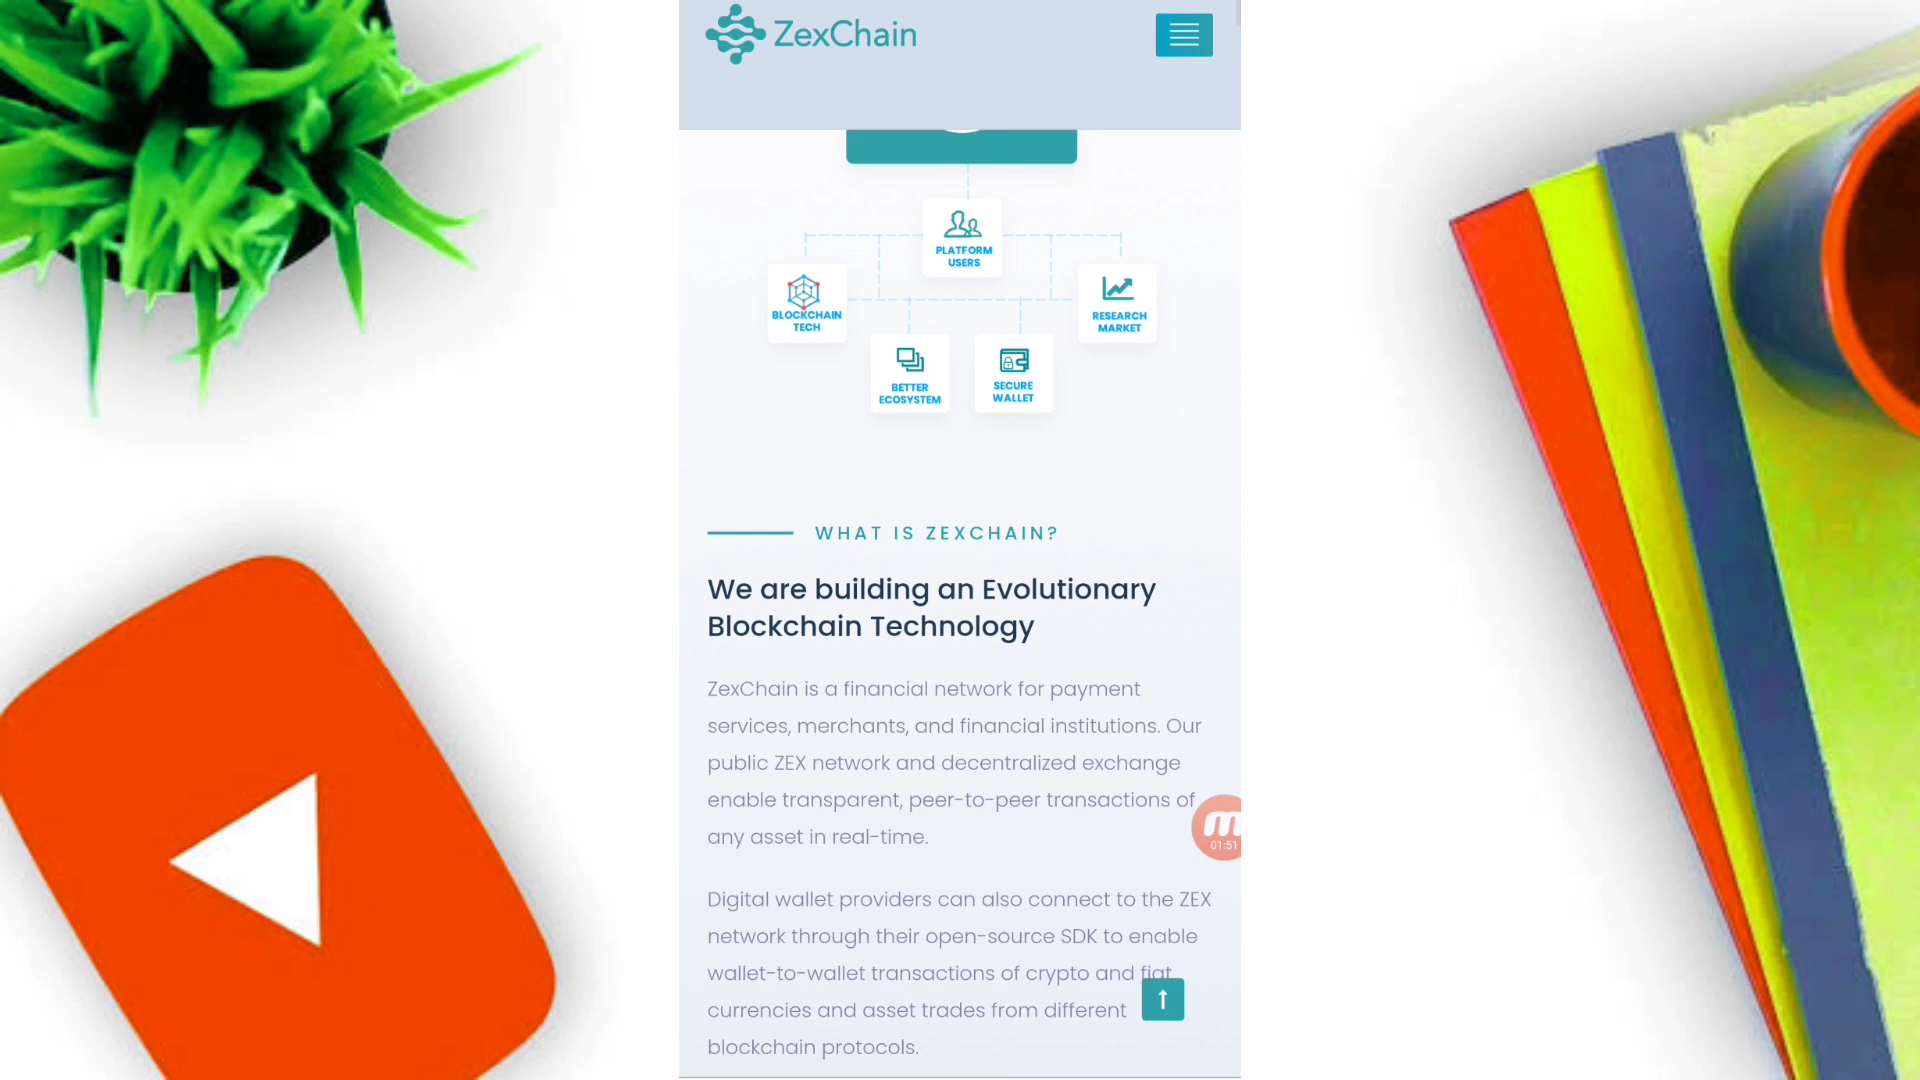 ZexChain
PLATFORM
USERS
BLOCKCHAIN
TECH
RESEARCH
MARKET
BETTER
ECOSYSTEM
SECURE
WALLET
WHAT IS ZEXCHAIN?
We are building an Evolutionary
Blockchain Technology
ZexChain is a financial network for payment
services, merchants, and financial institutions. Our
public ZEX network and decentralized exchange
enable transparent, peer-to-peer transactions of
any asset in real-time.
01:51
Digital wallet providers can also connect to the ZEX
network through their open-source SDK to enable
wallet-to-wallet transactions of crypto and fiat
currencies and asset trades from different
blockchain protocols.